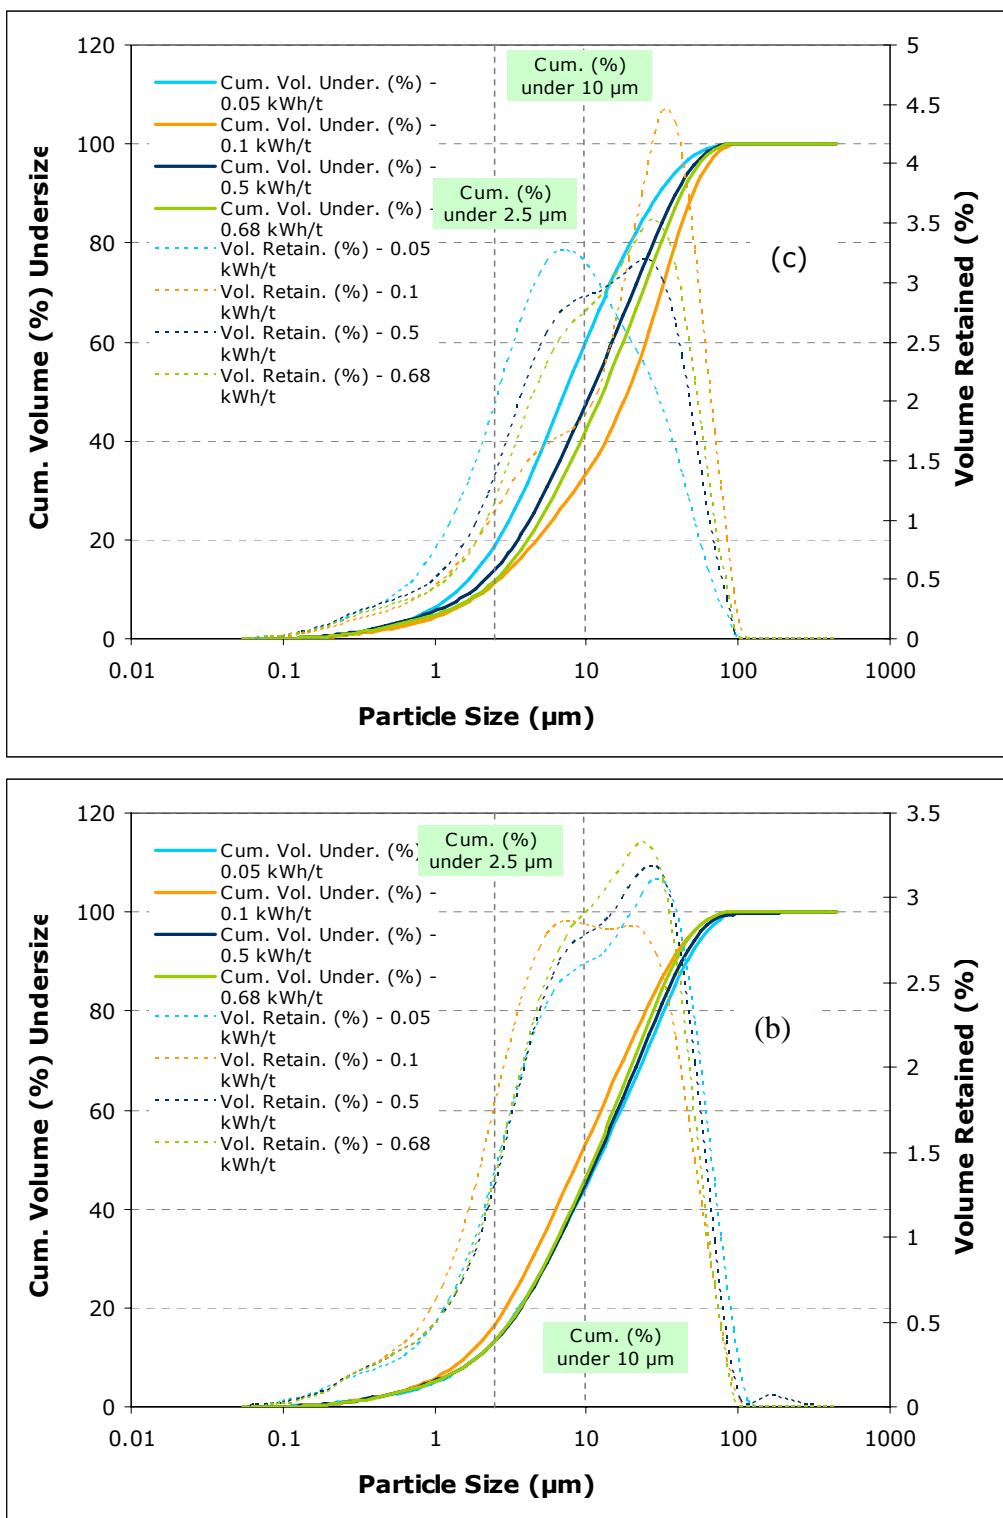 120
100
80
60
40
20
0
Cum. Volume (%) Undersize
5
4.5
4
3.5
3
2.5
2
1.5
1
0.5
0
Volume Retained (%)
Cum. (%)
under 10 µm
Cum. (%)
under 2.5 µm
Cum. Vol. Under. (%) -
0.05 kWh/t
Cum. Vol. Under. (%) -
0.1 kWh/t
Cum. Vol. Under. (%) -
0.5 kWh/t
Cum. Vol. Under. (%) -
0.68 kWh/t
Vol. Retain. (%) - 0.05
kWh/t
Vol. Retain. (%) - 0.1
kWh/t
Vol. Retain. (%) - 0.5
kWh/t
Vol. Retain. (%) - 0.68
kWh/t
(c)
0.01 0.1 1 10 100 1000
Particle Size (µm)
120
100
80
60
40
20
0
Cum. Volume (%) Undersize
3.5
3
2.5
2
1.5
1
0.5
0
Volume Retained (%)
Cum. (%)
under 2.5 µm
Cum. Vol. Under. (%)
0.05 kWh/t
Cum. Vol. Under. (%) -
0.1 kWh/t
Cum. Vol. Under. (%) -
0.5 kWh/t
Cum. Vol. Under. (%) -
0.68 kWh/t
Vol. Retain. (%) - 0.05
kWh/t
Vol. Retain. (%) - 0.1
kWh/t
Vol. Retain. (%) - 0.5
kWh/t
Vol. Retain. (%) - 0.68
kWh/t
(b)
Cum. (%)
under 10 µm
0.01 0.1 1 10 100 1000
Particle Size (µm)